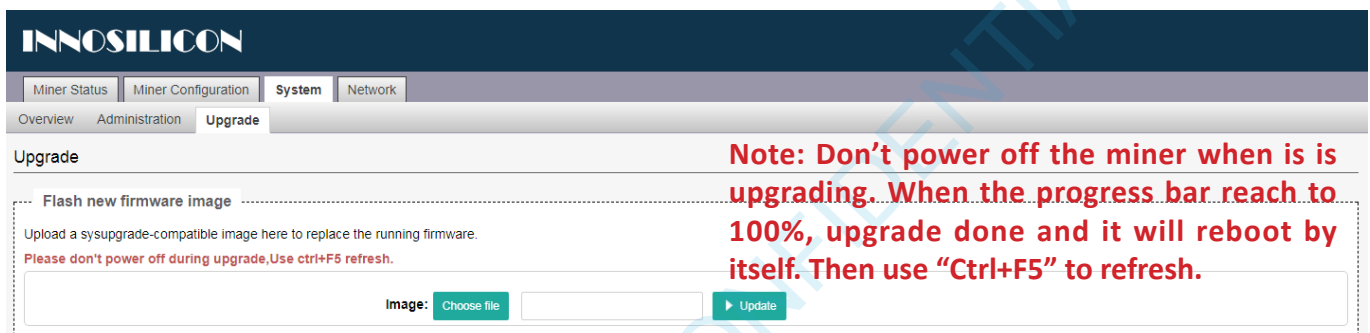 INNOSILICON
Miner Status Miner Configuration System Network
Overview Administration Upgrade
Upgrade
Note: Don’t power off the miner when is is
upgrading. When the progress bar reach to
100%, upgrade done and it will reboot by
itself. Then use “Ctrl+F5” to refresh.
Flash new firmware image
Upload a sysupgrade-compatible image here to replace the running firmware.
Please don't power off during upgrade,Use ctrl+F5 refresh.
Image: Choose file Update